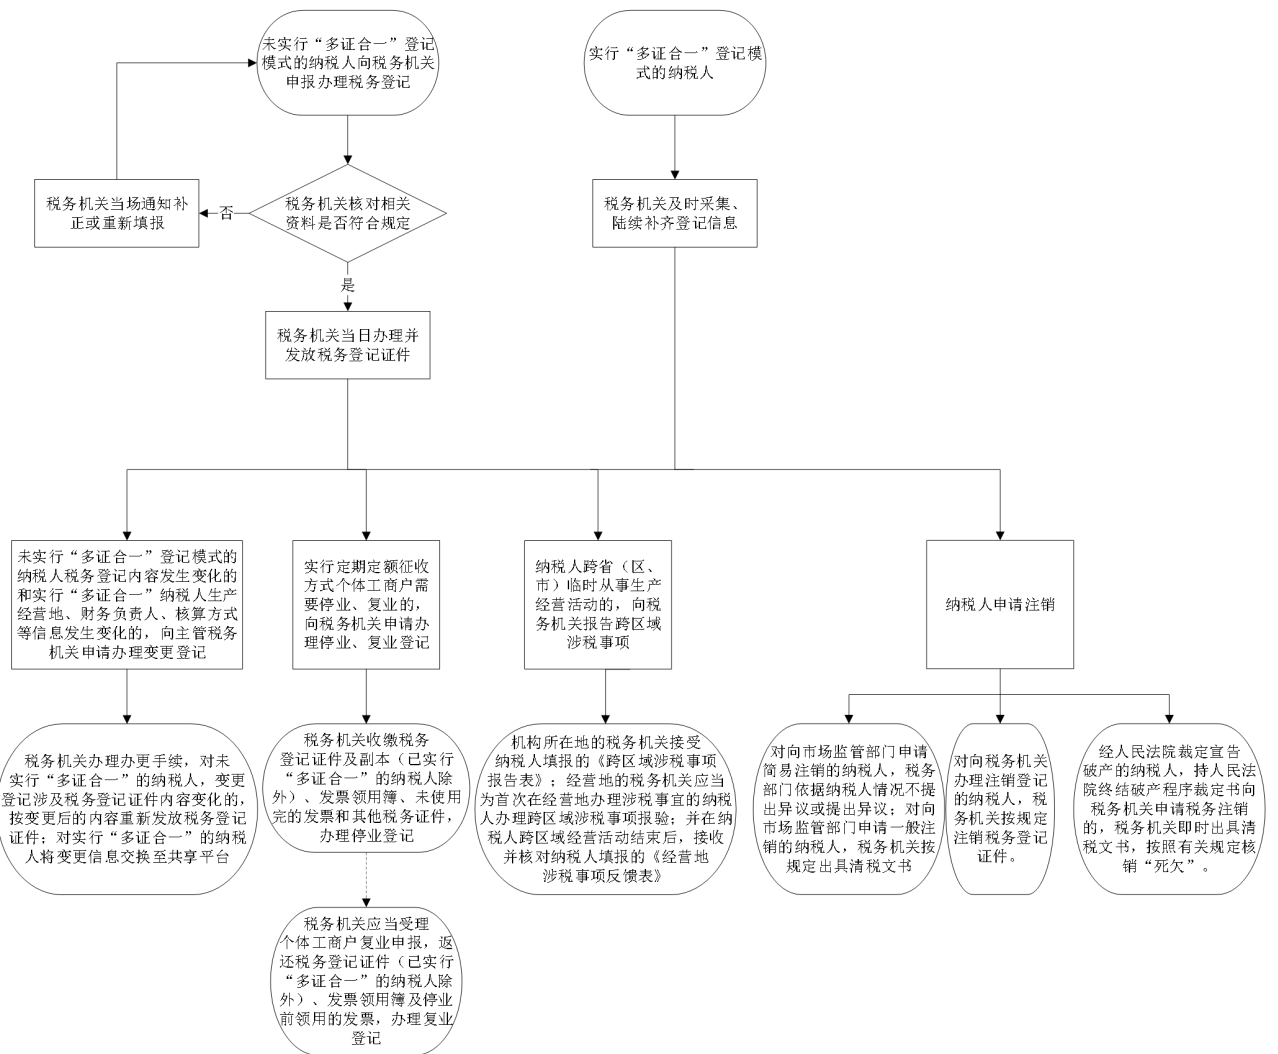 未实行“多证合一”登记
模式的纳税人向税务机关
申报办理税务登记
实行“多证合一”登记模
式的纳税人
税务机关当场通知补
正或重新填报
否
税务机关核对相关
资料是否符合规定
税务机关及时采集、
陆续补齐登记信息
是
税务机关当日办理并
发放税务登记证件
未实行“多证合一”登记模式的
纳税人税务登记内容发生变化的
和实行“多证合一”纳税人生产
经营地、财务负责人、核算方式
等信息发生变化的，向主管税务
机关申请办理变更登记
实行定期定额征收
方式个体工商户需
要停业、复业的，
向税务机关申请办
理停业、复业登记
纳税人跨省（区、
市）临时从事生产
经营活动的，向税
务机关报告跨区域
涉税事项
纳税人申请注销
税务机关办理办更手续，对未
实行“多证合一”的纳税人，变更
登记涉及税务登记证件内容变化的，
按变更后的内容重新发放税务登记
证件；对实行“多证合一”的纳税
人将变更信息交换至共享平台
税务机关收缴税务
登记证件及副本（已实行
“多证合一”的纳税人除
外）、发票领用簿、未使用
完的发票和其他税务证件，
办理停业登记
机构所在地的税务机关接受
纳税人填报的《跨区域涉税事项
报告表》；经营地的税务机关应当
为首次在经营地办理涉税事宜的纳税
人办理跨区域涉税事项报验；并在纳
税人跨区域经营活动结束后，接收
并核对纳税人填报的《经营地
涉税事项反馈表》
对向市场监管部门申请
简易注销的纳税人，税务
部门依据纳税人情况不提
出异议或提出异议；对向
市场监管部门申请一般注
销的纳税人，税务机关按
规定出具清税文书
对向税务机关
办理注销登记
的纳税人，税
务机关按规定
注销税务登记
证件。
经人民法院裁定宣告
破产的纳税人，持人民法
院终结破产程序裁定书向
税务机关申请税务注销
的，税务机关即时出具清
税文书，按照有关规定核
销“死欠”。
税务机关应当受理
个体工商户复业申报，返
还税务登记证件（已实行
“多证合一”的纳税人除
外）、发票领用簿及停业
前领用的发票，办理复业
登记